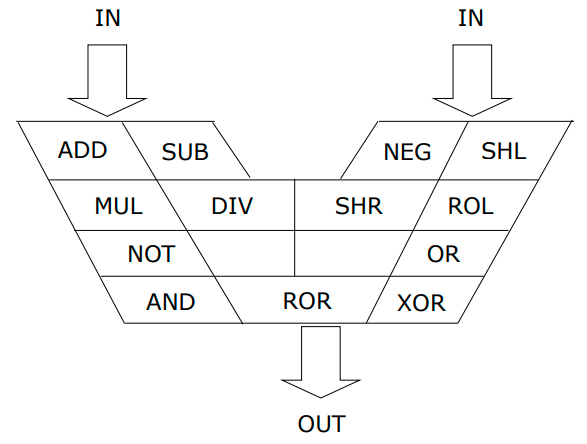 IN IN
ADD SUB NEG SHL
MUL DIV SHR ROL
NOT OR
AND ROR XOR
OUT